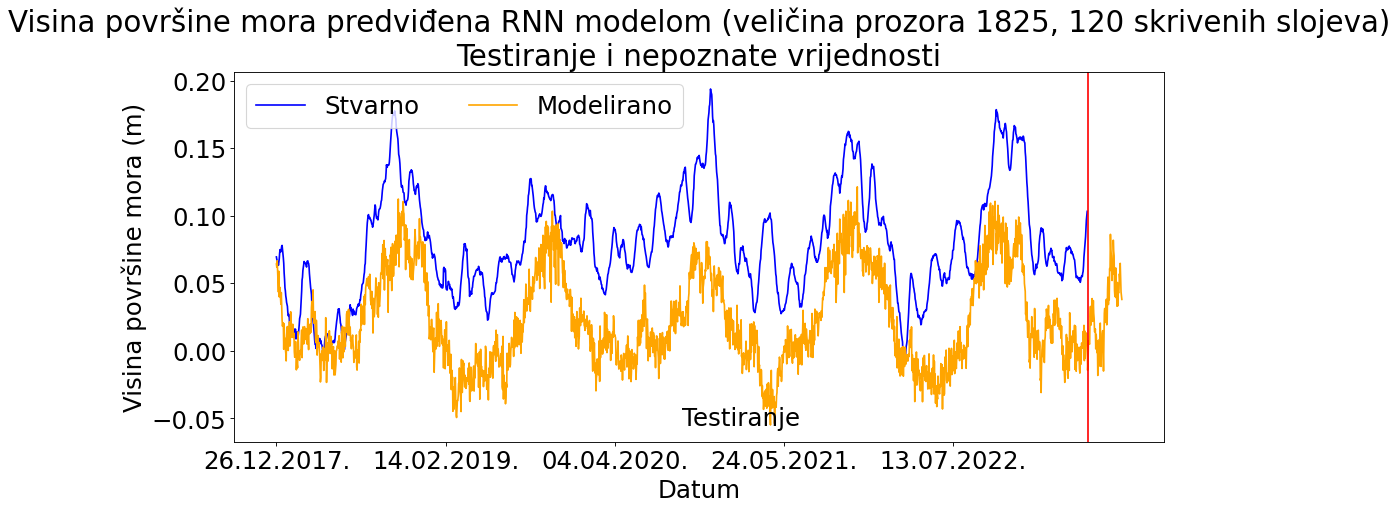 Visina površine mora predviđena RNN modelom (veličina prozora 1825, 120 skrivenih slojeva)
Testiranje i nepoznate vrijednosti
Stvarno
Modelirano
Visina površine mora (m)
0.20
0.15
0.10
0.05
0.00
−0.05
Testiranje
26.12.2017.
14.02.2019.
04.04.2020.
24.05.2021.
13.07.2022.
Datum